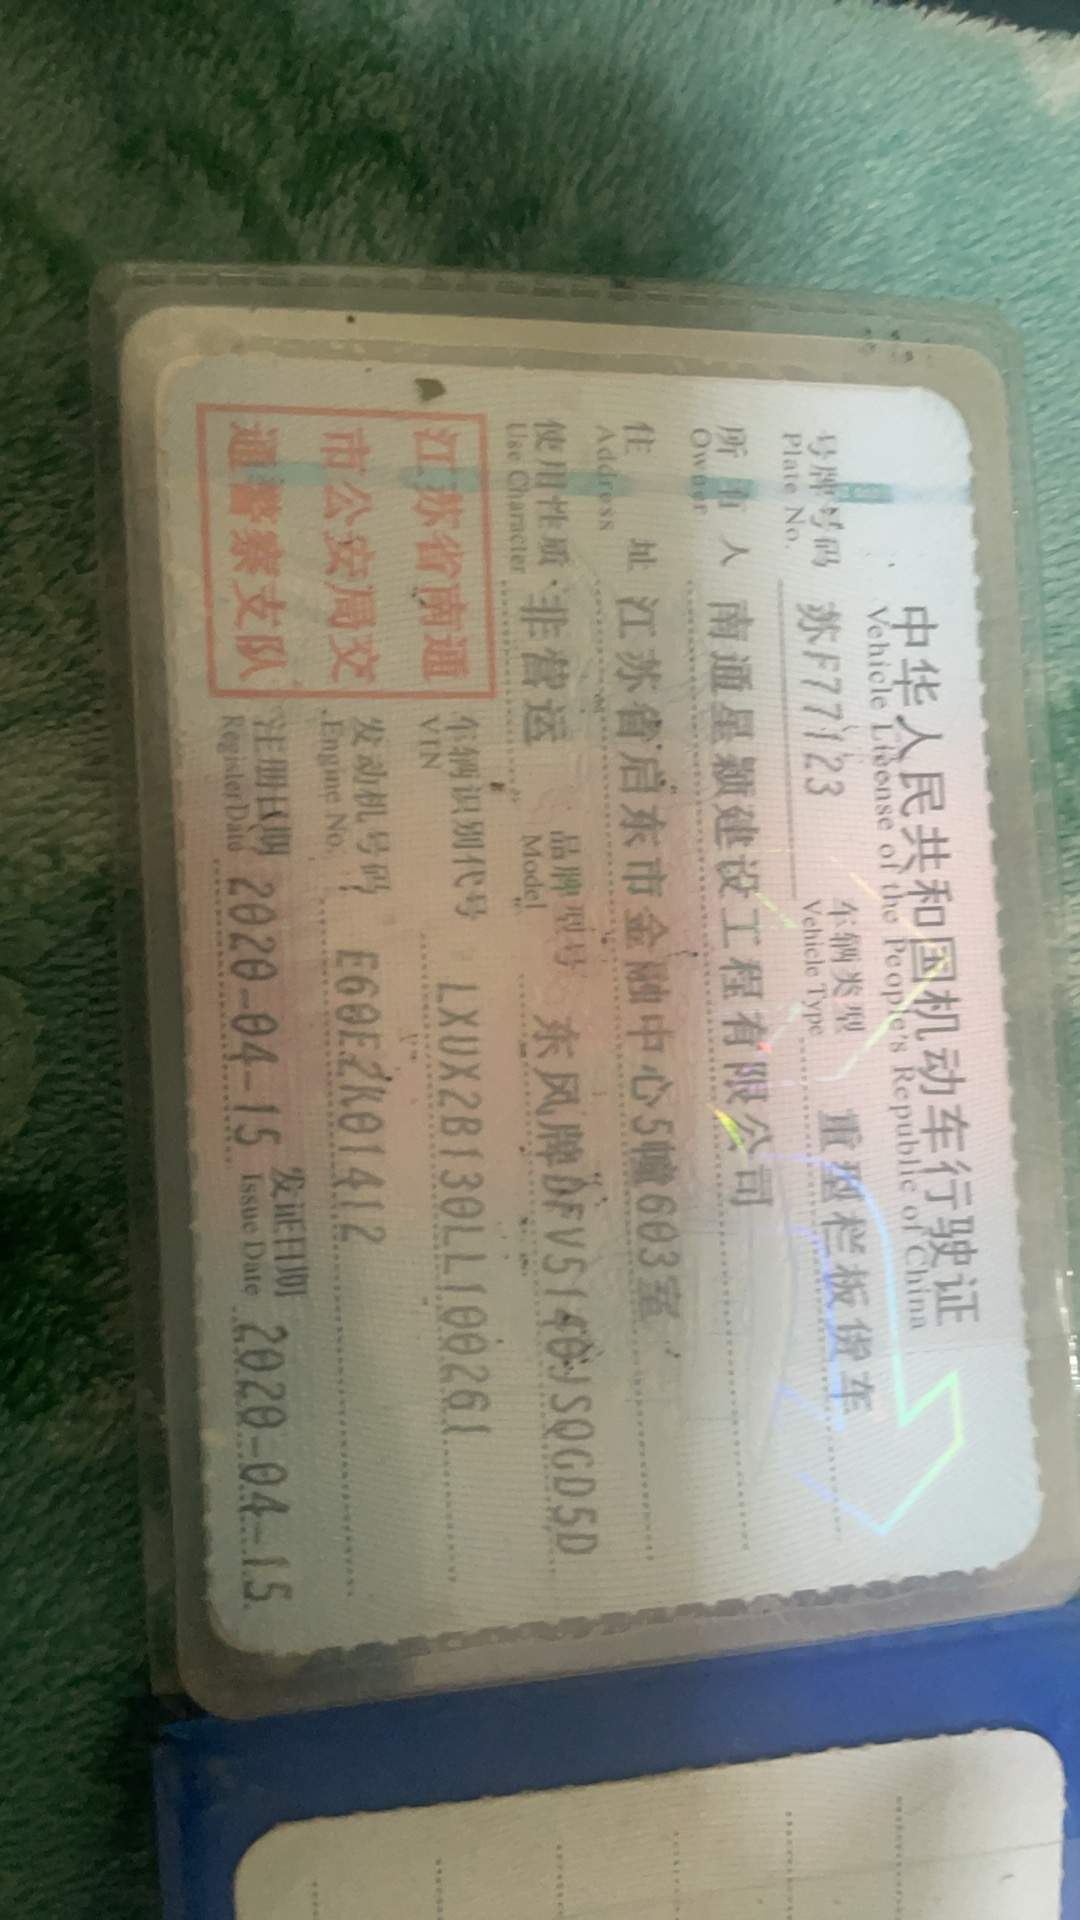 中华人民共和国机动车行驶证
Vehicle License of the People's Republic of China
号牌号码 苏F77123 车辆类型 重型栏板货车
Plate No. Vehicle Type
所有人 南通星颖建设工程有限公司
Owner
住址 江苏省启东市金融中心5幢603室
Address
使用性质 非营运 品牌型号 东风牌DFV5140JSQGD5D
Use Character Model
江苏省南通
市公安局交
通警察支队
车辆识别代号 LXUX2B130LL100261
VIN
发动机号码 E60EZK01412
Engine No.
注册日期 2020-04-15 发证日期 2020-04-15
Register Date Issue Date